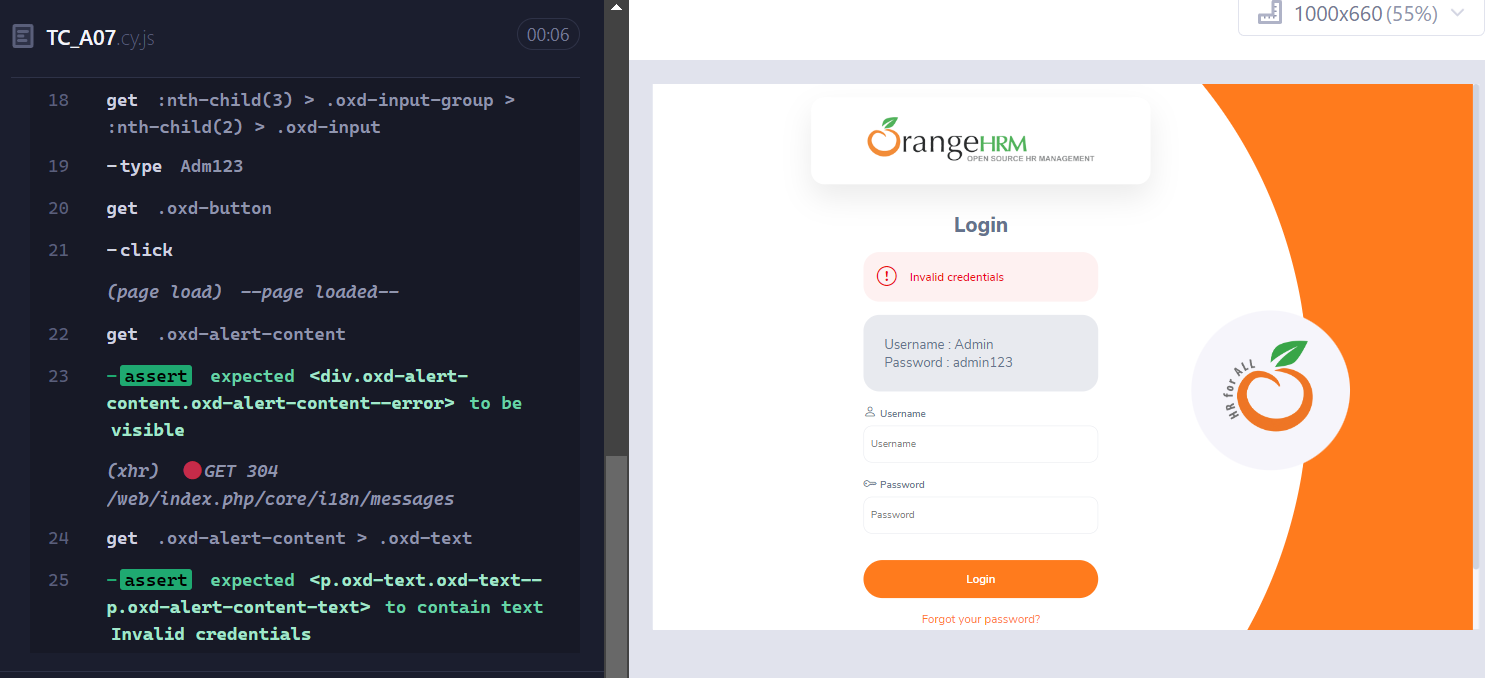 TC_A07.cy.js
00:06
18 get :nth-child(3) > .oxd-input-group >
:nth-child(2) > .oxd-input
19 -type Adm123
20 get .oxd-button
21 -click
(page load) --page loaded--
22 get .oxd-alert-content
23 -assert expected <div.oxd-alert-
content.oxd-alert-content--error> to be
visible
(xhr) GET 304
/web/index.php/core/i18n/messages
24 get .oxd-alert-content > .oxd-text
25 -assert expected <p.oxd-text.oxd-text--
p.oxd-alert-content-text> to contain text
Invalid credentials
1000x660 (55%)
OrangeHRM
OPEN SOURCE HR MANAGEMENT
Login
Invalid credentials
Username : Admin
Password : admin123
Username
Username
Password
Password
Login
Forgot your password?
HR for ALL